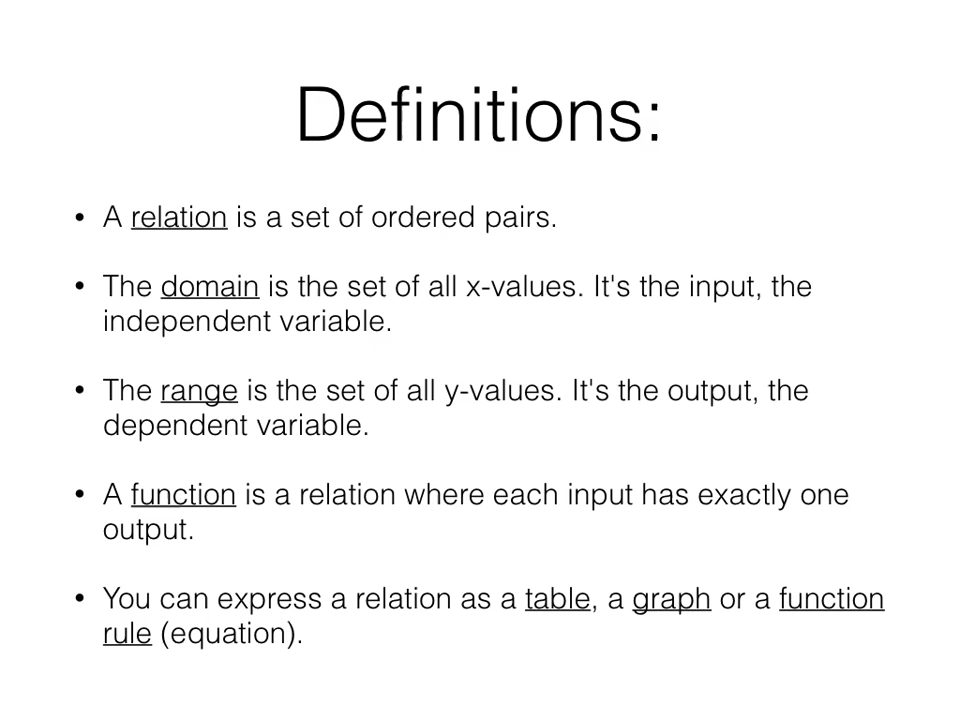 Definitions:
• A relation is a set of ordered pairs.
• The domain is the set of all x-values. It's the input, the
independent variable.
• The range is the set of all y-values. It's the output, the
dependent variable.
• A function is a relation where each input has exactly one
output.
• You can express a relation as a table, a graph or a function
rule (equation).